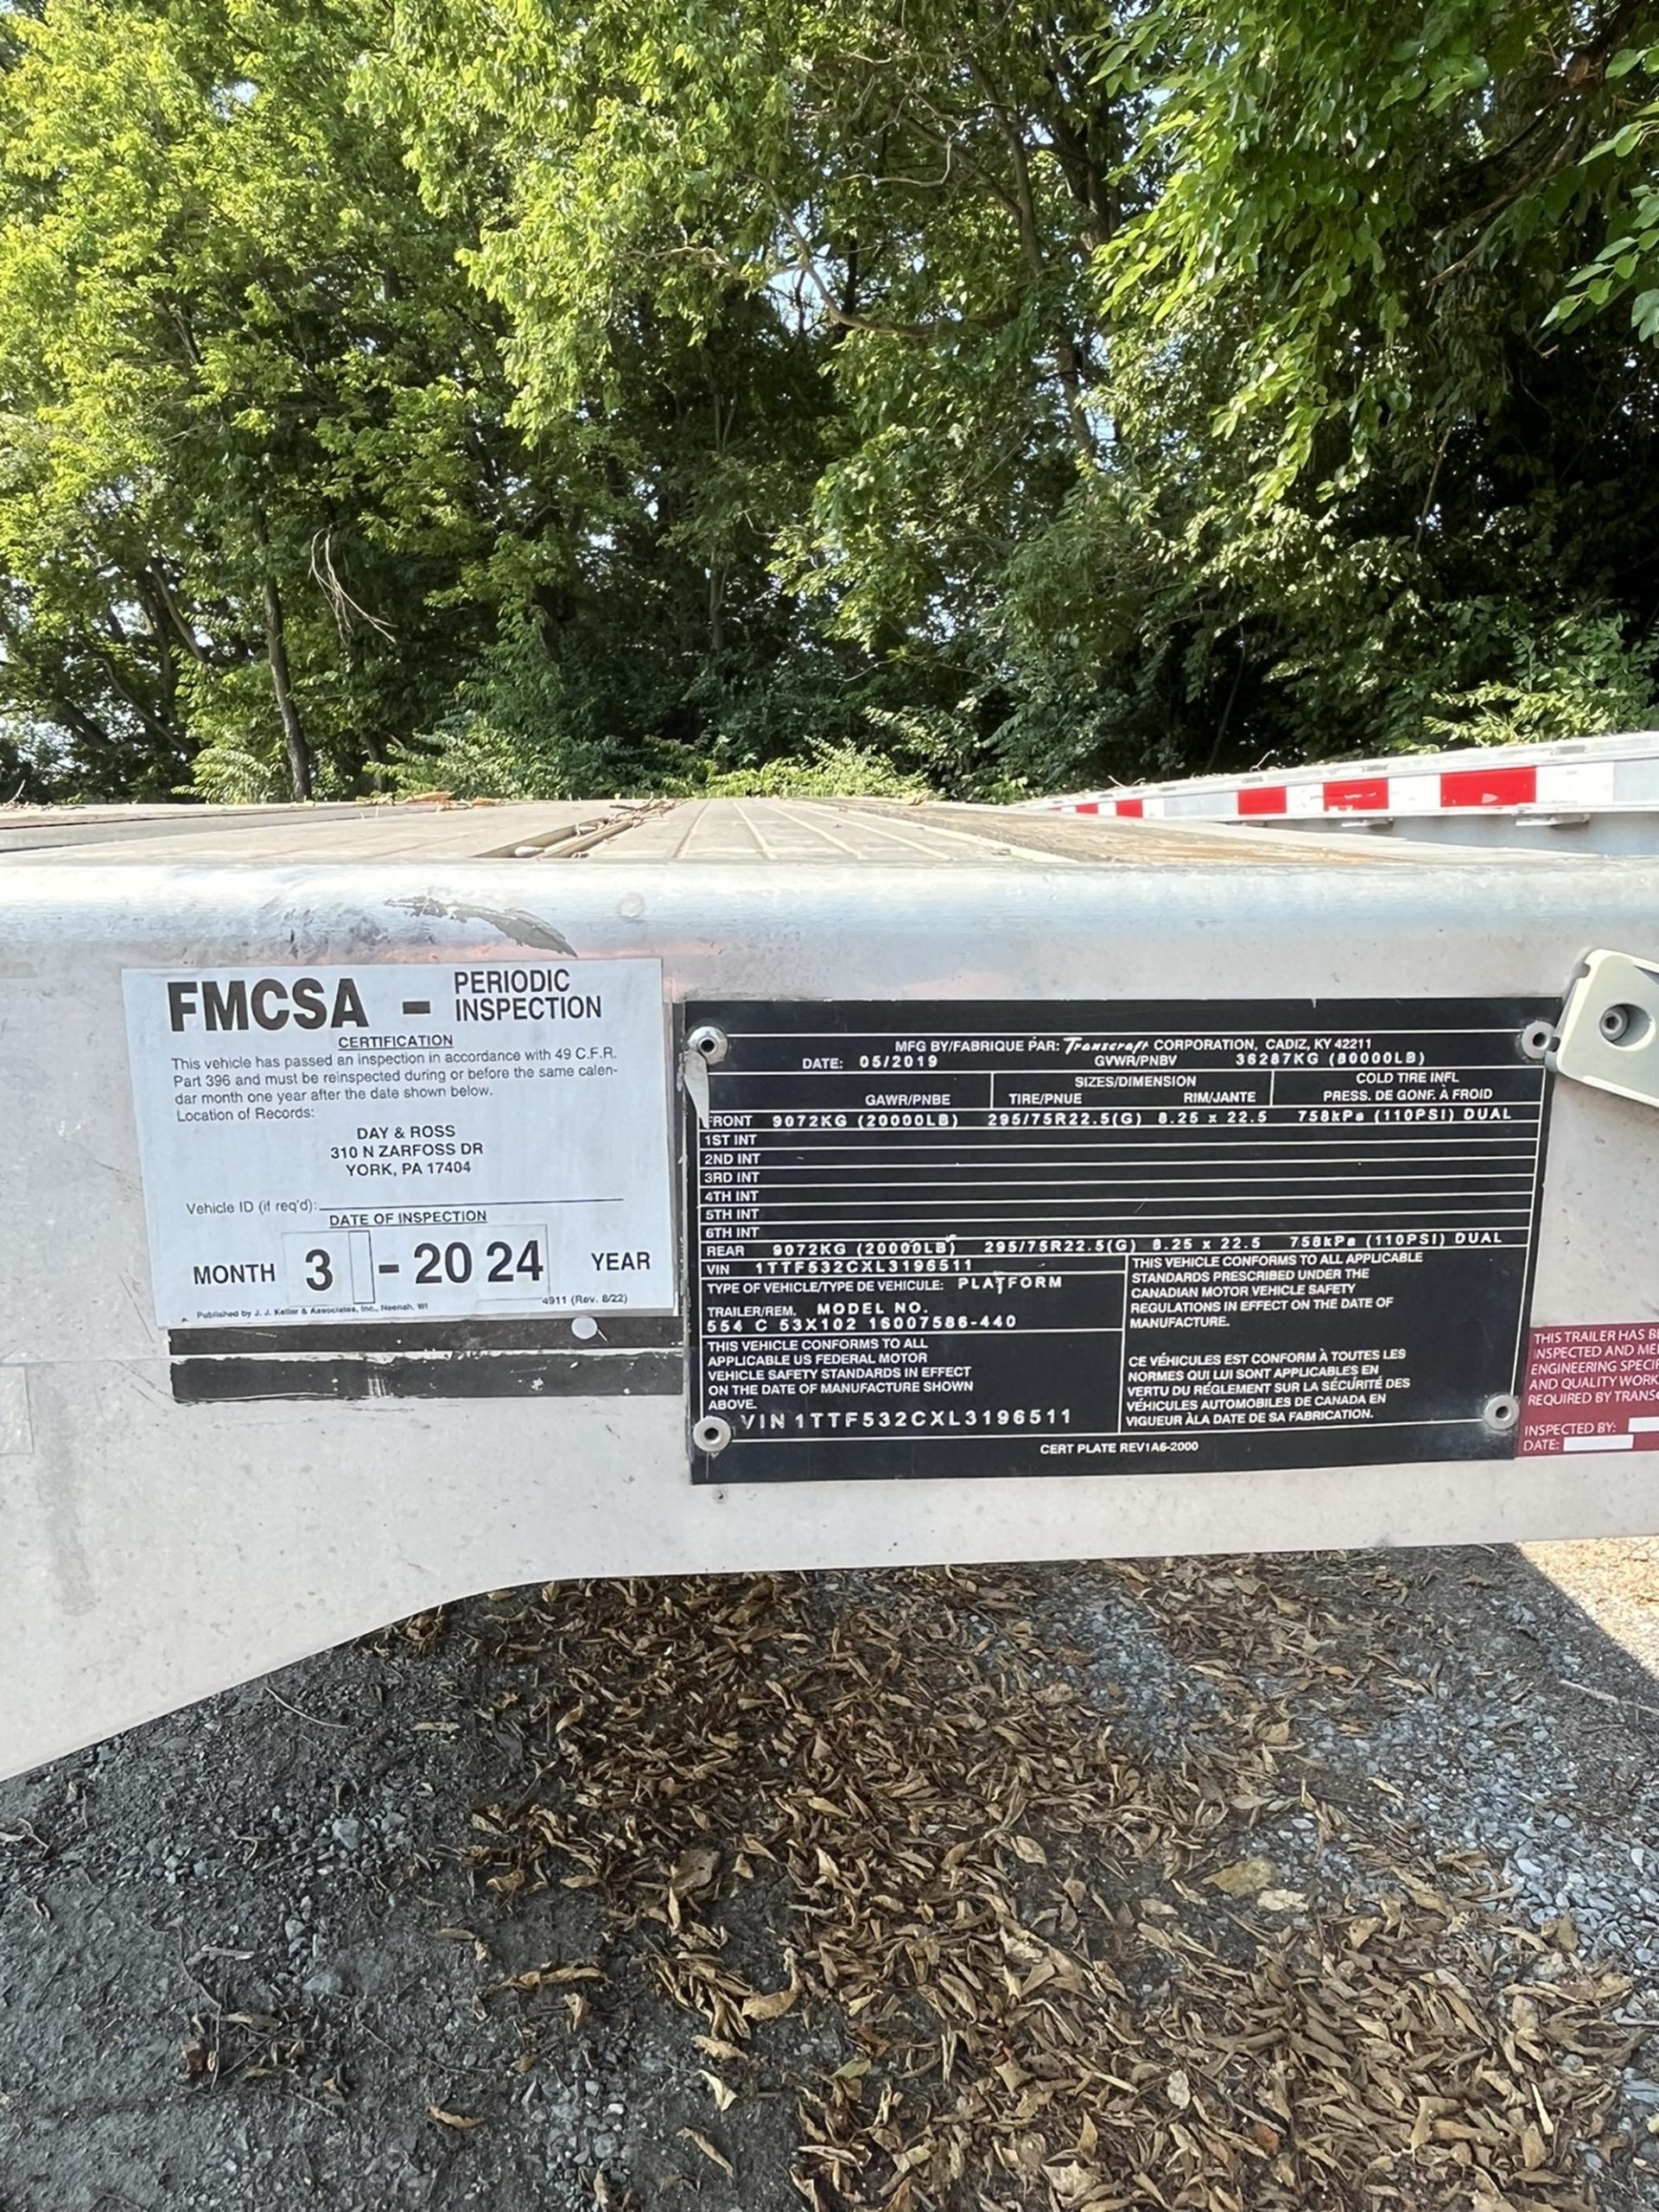 FMCSA - PERIODIC INSPECTION
CERTIFICATION
This vehicle has passed an inspection in accordance with 49 C.F.R.
Part 396 and must be reinspected during or before the same calen-
dar month one year after the date shown below.
Location of Records:
DAY & ROSS
310 N ZARFOSS DR
YORK, PA 17404
Vehicle ID (if req'd):
DATE OF INSPECTION
MONTH 3 - 20 24 YEAR
Published by J. J. Keller & Associates, Inc., Neenah, WI
4911 (Rev. 8/22)
MFG BY/FABRIQUE PAR: Transcraft CORPORATION, CADIZ, KY 42211
DATE: 05/2019 GVWR/PNBV 36287KG (80000LB)
SIZES/DIMENSION COLD TIRE INFL
GAWR/PNBE TIRE/PNUE RIM/JANTE PRESS. DE GONF. À FROID
FRONT 9072KG (20000LB) 295/75R22.5(G) 8.25 x 22.5 758kPa (110PSI) DUAL
1ST INT
2ND INT
3RD INT
4TH INT
5TH INT
6TH INT
REAR 9072KG (20000LB) 295/75R22.5(G) 8.25 x 22.5 758kPa (110PSI) DUAL
VIN 1TTF532CXL3196511
TYPE OF VEHICLE/TYPE DE VEHICULE: PLATFORM
TRAILER/REM. MODEL NO.
554 C 53X102 16007586-440
THIS VEHICLE CONFORMS TO ALL
APPLICABLE US FEDERAL MOTOR
VEHICLE SAFETY STANDARDS IN EFFECT
ON THE DATE OF MANUFACTURE SHOWN
ABOVE.
VIN 1TTF532CXL3196511
THIS VEHICLE CONFORMS TO ALL APPLICABLE
STANDARDS PRESCRIBED UNDER THE
CANADIAN MOTOR VEHICLE SAFETY
REGULATIONS IN EFFECT ON THE DATE OF
MANUFACTURE.
CE VÉHICULES EST CONFORM À TOUTES LES
NORMES QUI LUI SONT APPLICABLES EN
VERTU DU RÉGLEMENT SUR LA SÉCURITÉ DES
VÉHICULES AUTOMOBILES DE CANADA EN
VIGUEUR ÀLA DATE DE SA FABRICATION.
CERT PLATE REV1A6-2000
THIS TRAILER HAS
INSPECTED AND
ENGINEERING
AND QUALITY
REQUIRED BY
INSPECTED BY:
DATE: